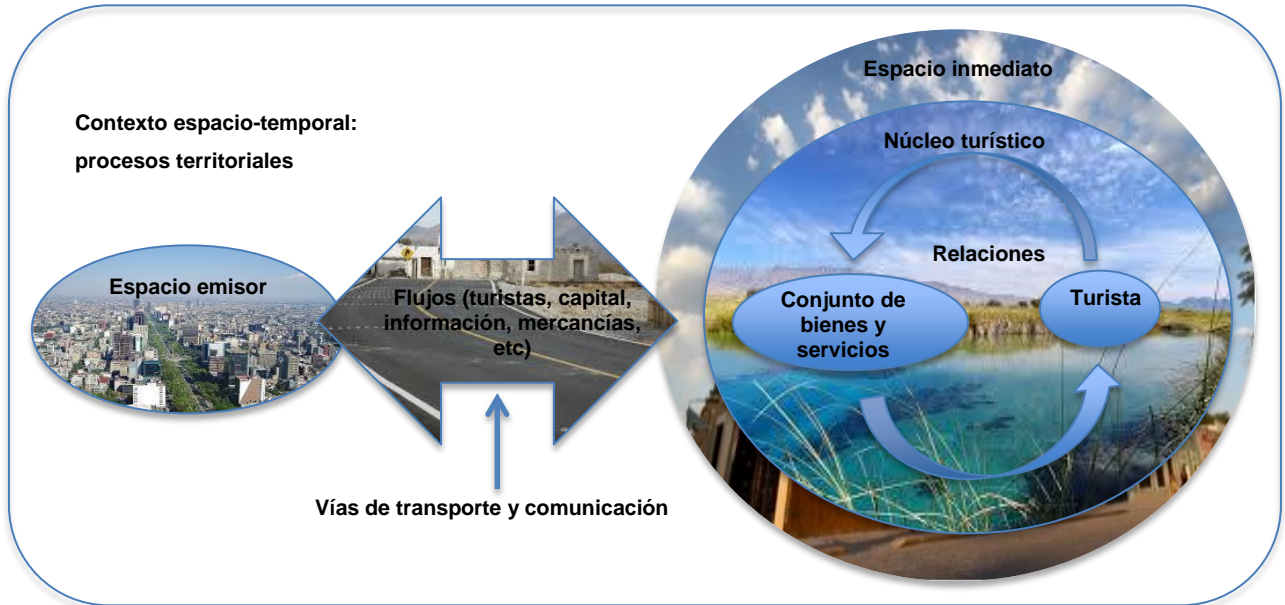 Espacio inmediato
Contexto espacio-temporal:
procesos territoriales
Núcleo turístico
Relaciones
Espacio emisor
Flujos (turistas, capital,
información, mercancías,
etc)
Conjunto de
bienes y
servicios
Turista
Vías de transporte y comunicación